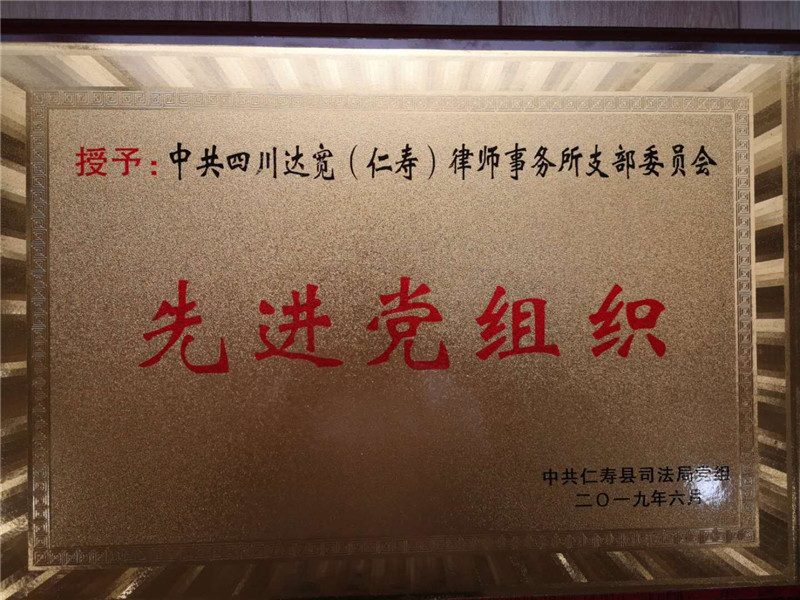 授予：中共四川达宽（仁寿）律师事务所支部委员会
先进党组织
中共仁寿县司法局党组
二〇一九年六月